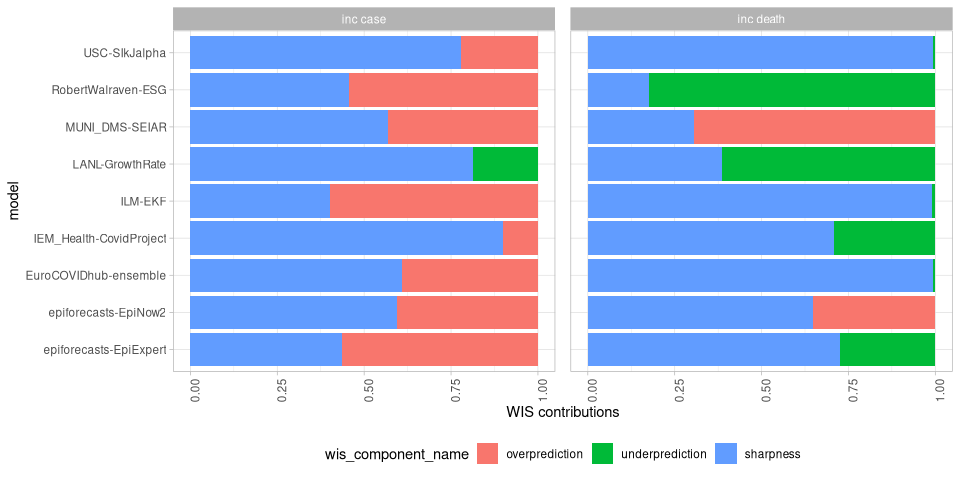 inc case
inc death
model
USC-SIkJalpha
RobertWalraven-ESG
MUNI_DMS-SEIAR
LANL-GrowthRate
ILM-EKF
IEM_Health-CovidProject
EuroCOVIDhub-ensemble
epiforecasts-EpiNow2
epiforecasts-EpiExpert
0.00 0.25 0.50 0.75 1.00
0.00 0.25 0.50 0.75 1.00
WIS contributions
wis_component_name overprediction underprediction sharpness